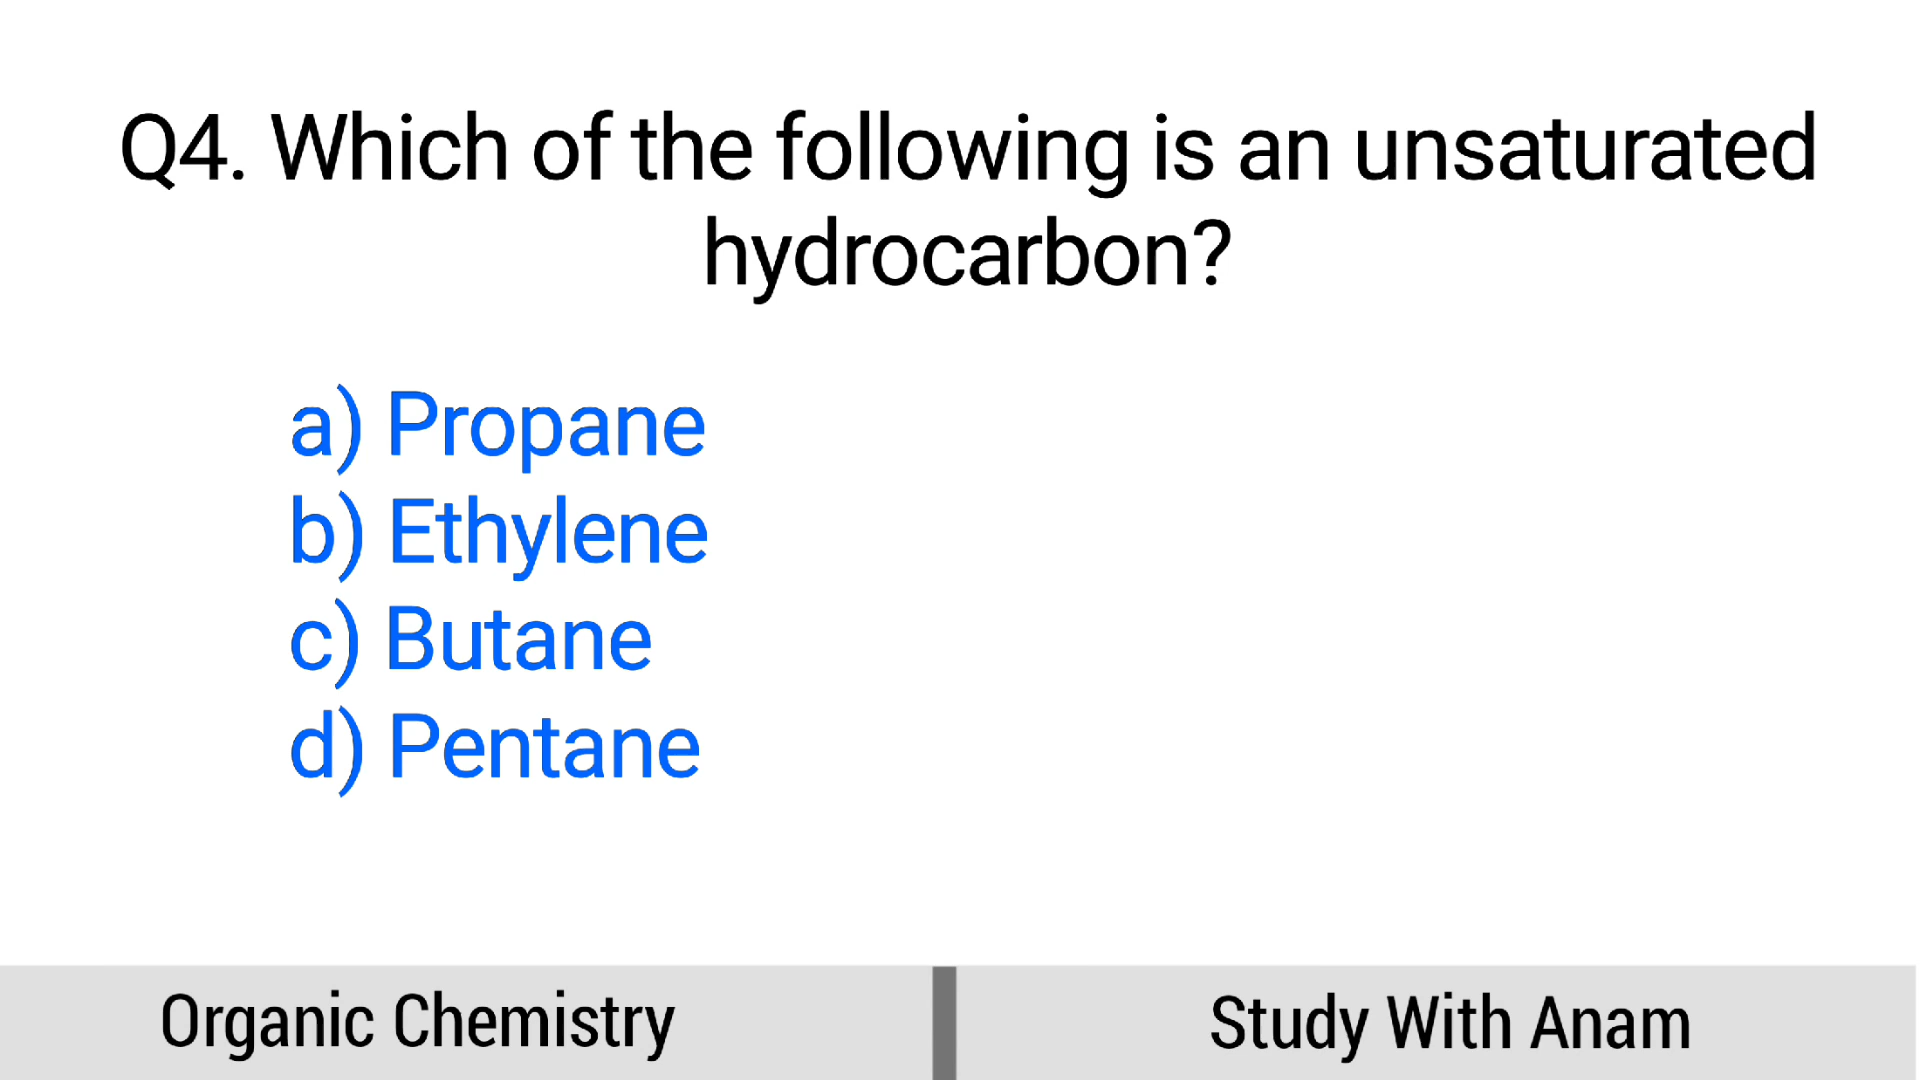 Q4. Which of the following is an unsaturated
hydrocarbon?
a) Propane
b) Ethylene
c) Butane
d) Pentane
Organic Chemistry
Study With Anam